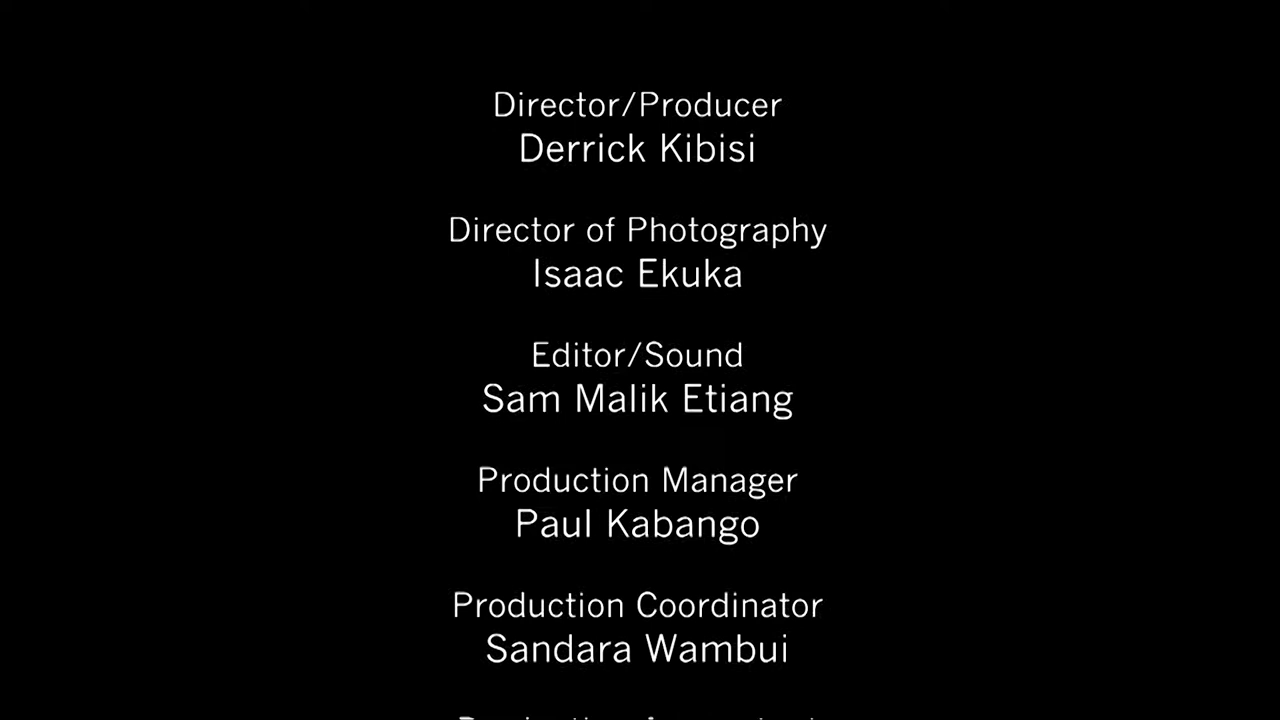 Director/Producer
Derrick Kibisi
Director of Photography
Isaac Ekuka
Editor/Sound
Sam Malik Etiang
Production Manager
Paul Kabango
Production Coordinator
Sandara Wambui